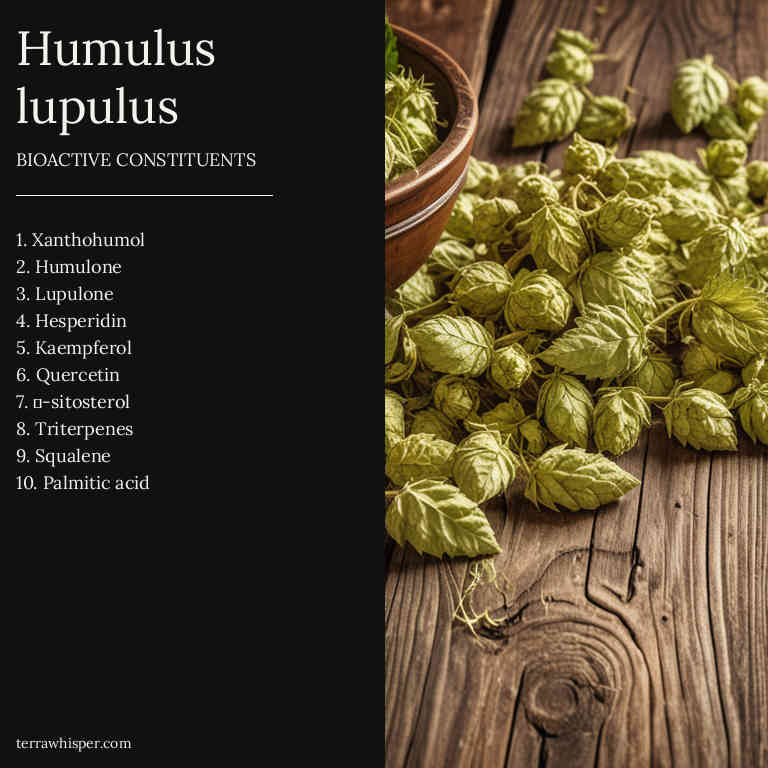 Humulus
lupulus
BIOACTIVE CONSTITUENTS
1. Xanthohumol
2. Humulone
3. Lupulone
4. Hesperidin
5. Kaempferol
6. Quercetin
7. ▯-sitosterol
8. Triterpenes
9. Squalene
10. Palmitic acid
terrawhisper.com